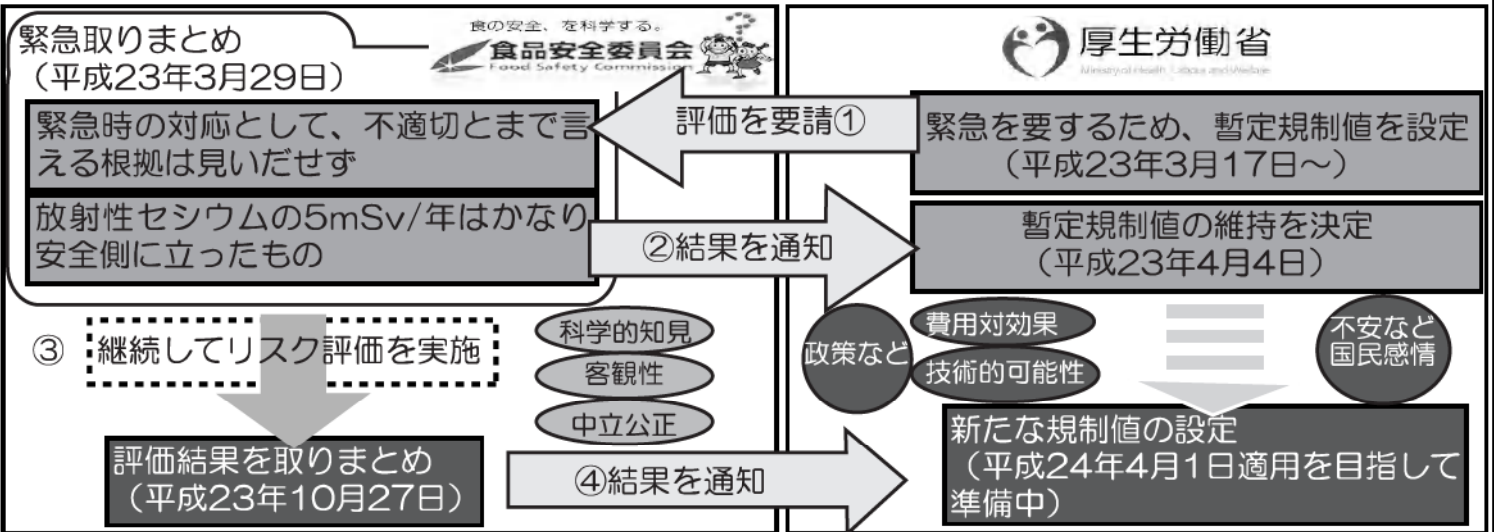 緊急取りまとめ
（平成23年3月29日）
食の安全、を科学する。
食品安全委員会
Food Safety Commission
緊急時の対応として、不適切とまで言
える根拠は見いだせず
放射性セシウムの5mSv/年はかなり
安全側に立ったもの
評価を要請①
②結果を通知
厚生労働省
Ministry of Health, Labour and Welfare
緊急を要するため、暫定規制値を設定
（平成23年3月17日～）
暫定規制値の維持を決定
（平成23年4月4日）
③
継続してリスク評価を実施
科学的知見
客観性
中立公正
評価結果を取りまとめ
（平成23年10月27日）
④結果を通知
政策など
費用対効果
技術的可能性
不安など
国民感情
新たな規制値の設定
（平成24年4月1日適用を目指して
準備中）